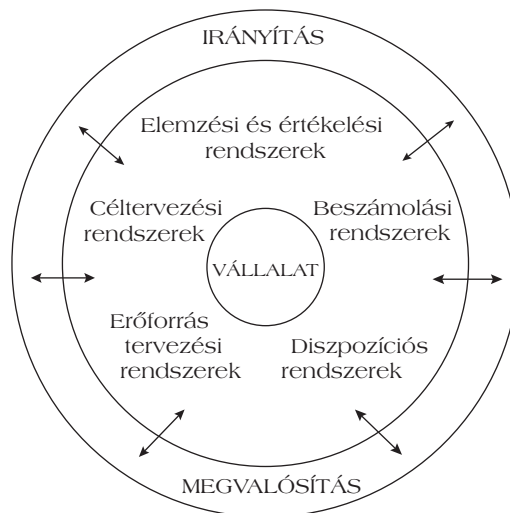 IRÁNYÍTÁS
Elemzési és értékelési
rendszerek
Céltervezési
rendszerek
Beszámolási
rendszerek
VÁLLALAT
Erőforrás
tervezési
rendszerek
Diszpozíciós
rendszerek
MEGVALÓSÍTÁS